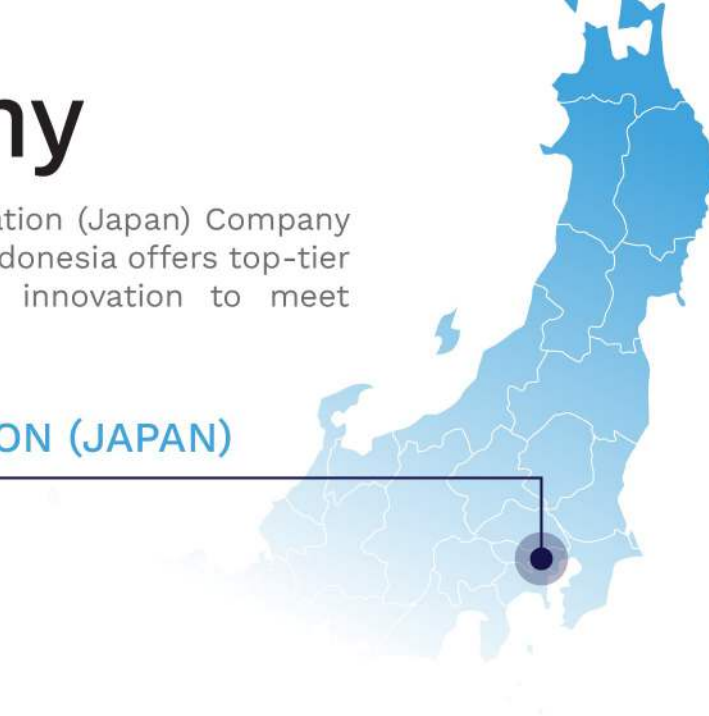 ny
ation (Japan) Company
donesia offers top-tier
innovation to meet
ON (JAPAN)